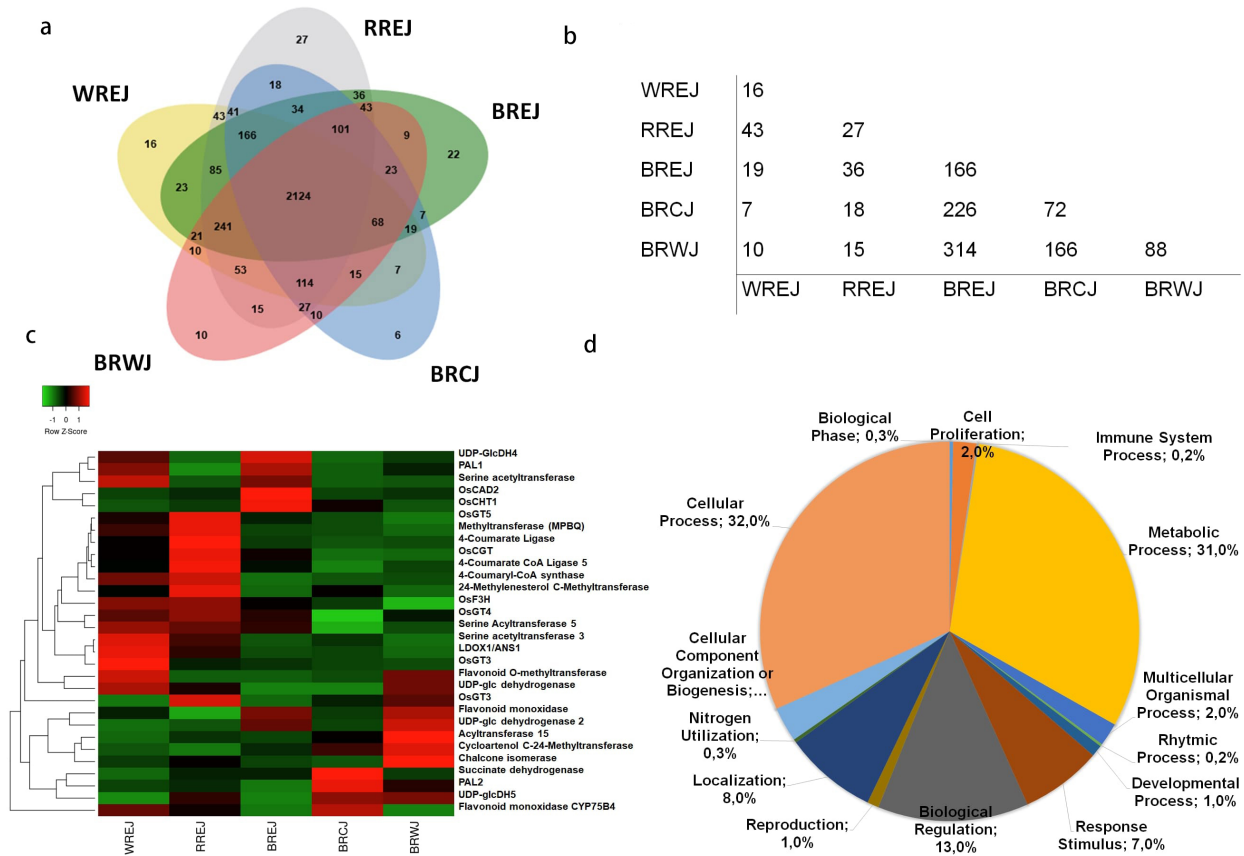 a
RREJ
WREJ
BREJ
BRWJ
BRCJ
27
18
36
43
41
34
43
16
166
101
9
22
85
23
23
2124
241
68
7
19
21
10
53
15
7
114
15
27
10
10
6
b
WREJ 16
RREJ 43 27
BREJ 19 36 166
BRCJ 7 18 226 72
BRWJ 10 15 314 166 88
WREJ RREJ BREJ BRCJ BRWJ
c
-1 0 1
Row Z-Score
UDP-GlcDH4
PAL1
Serine acetyltransferase
OsCAD2
OsCHT1
OsGT5
Methyltransferase (MPBQ)
4-Coumarate Ligase
OsCGT
4-Coumarate CoA Ligase 5
4-Coumaryl-CoA synthase
24-Methylenesterol C-Methyltransferase
OsF3H
OsGT4
Serine Acyltransferase 5
Serine acetyltransferase 3
LDOX1/ANS1
OsGT3
Flavonoid O-methyltransferase
UDP-glc dehydrogenase
OsGT3
Flavonoid monoxidase
UDP-glc dehydrogenase 2
Acyltransferase 15
Cycloartenol C-24-Methyltransferase
Chalcone isomerase
Succinate dehydrogenase
PAL2
UDP-glcDH5
Flavonoid monoxidase CYP75B4
WREJ
RREJ
BREJ
BRCJ
BRWJ
d
Biological
Phase; 0,3%
Cell
Proliferation;
2,0%
Immune System
Process; 0,2%
Metabolic
Process; 31,0%
Multicellular
Organismal
Process; 2,0%
Rhytmic
Process; 0,2%
Developmental
Process; 1,0%
Response
Stimulus; 7,0%
Biological
Regulation;
13,0%
Reproduction;
1,0%
Localization;
8,0%
Nitrogen
Utilization;
0,3%
Cellular
Component
Organization or
Biogenesis;...
Cellular
Process; 32,0%